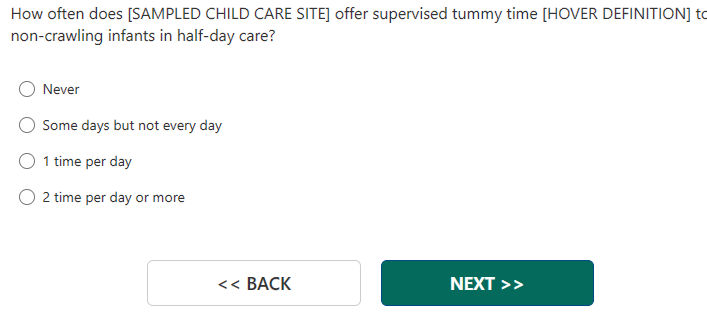 How often does [SAMPLED CHILD CARE SITE] offer supervised tummy time [HOVER DEFINITION] to
non-crawling infants in half-day care?
Never
Some days but not every day
1 time per day
2 time per day or more
<< BACK
NEXT >>